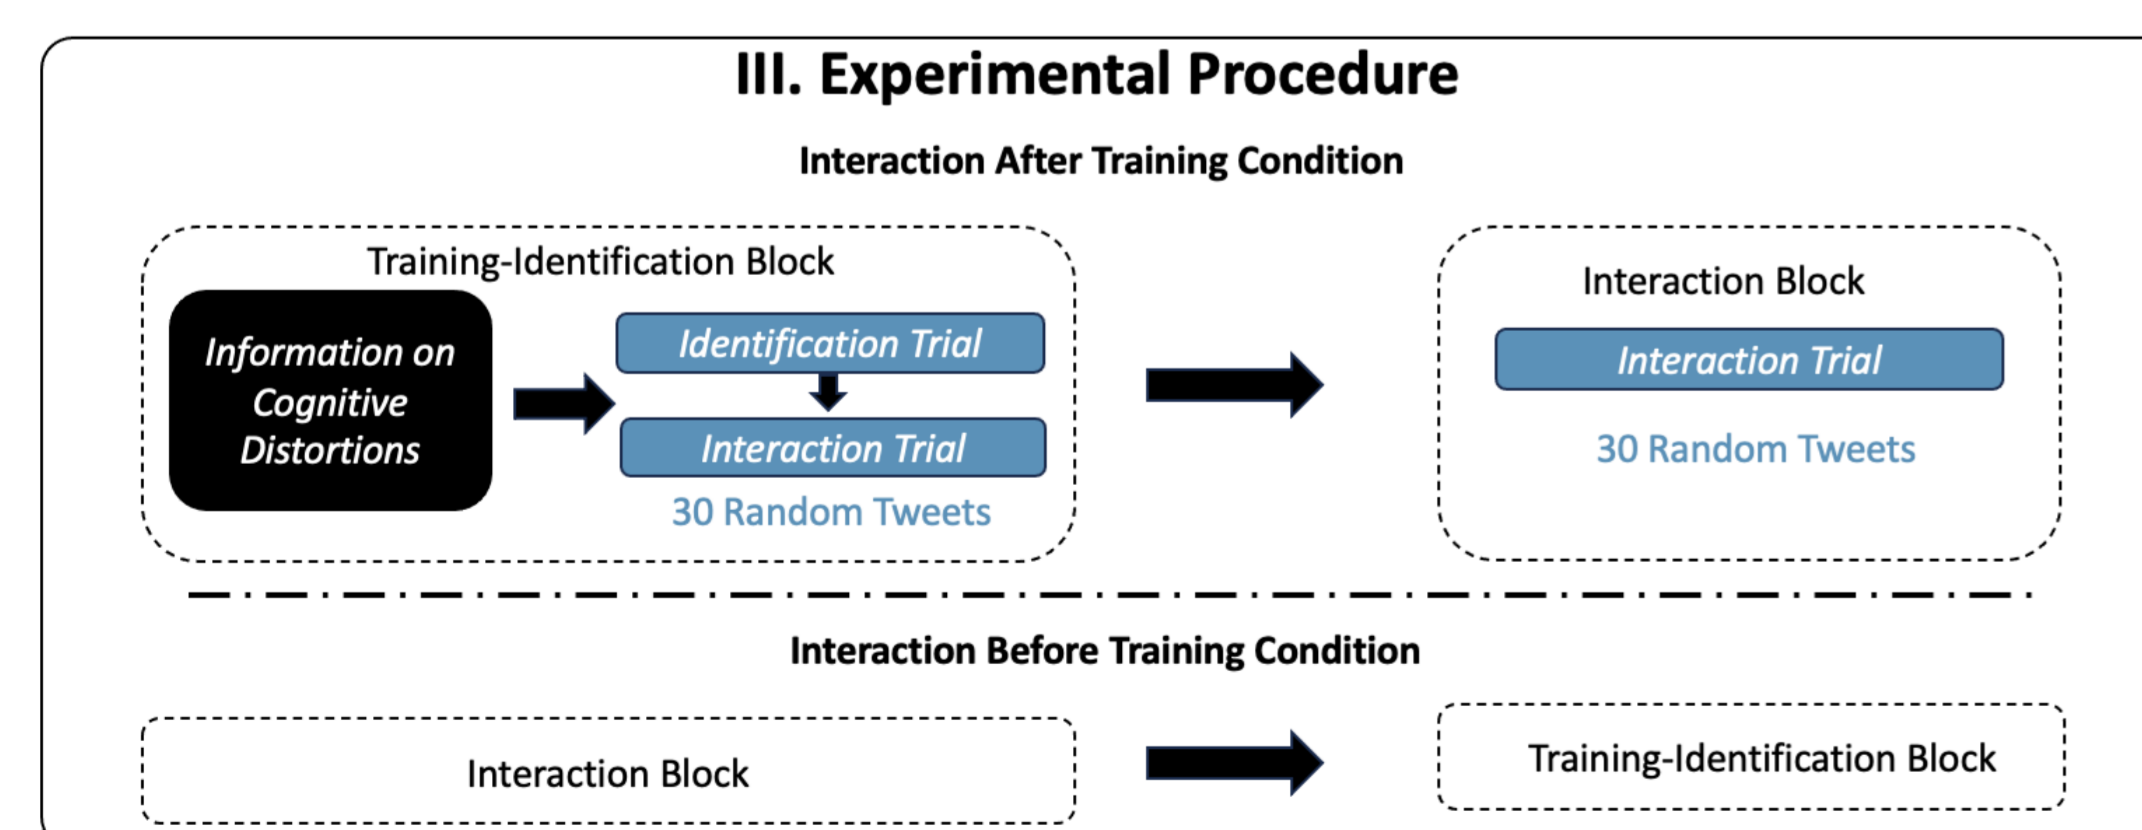 III. Experimental Procedure
Interaction After Training Condition
Training-Identification Block
Information on
Cognitive
Distortions
Identification Trial
Interaction Trial
30 Random Tweets
Interaction Block
Interaction Trial
30 Random Tweets
Interaction Before Training Condition
Interaction Block
Training-Identification Block